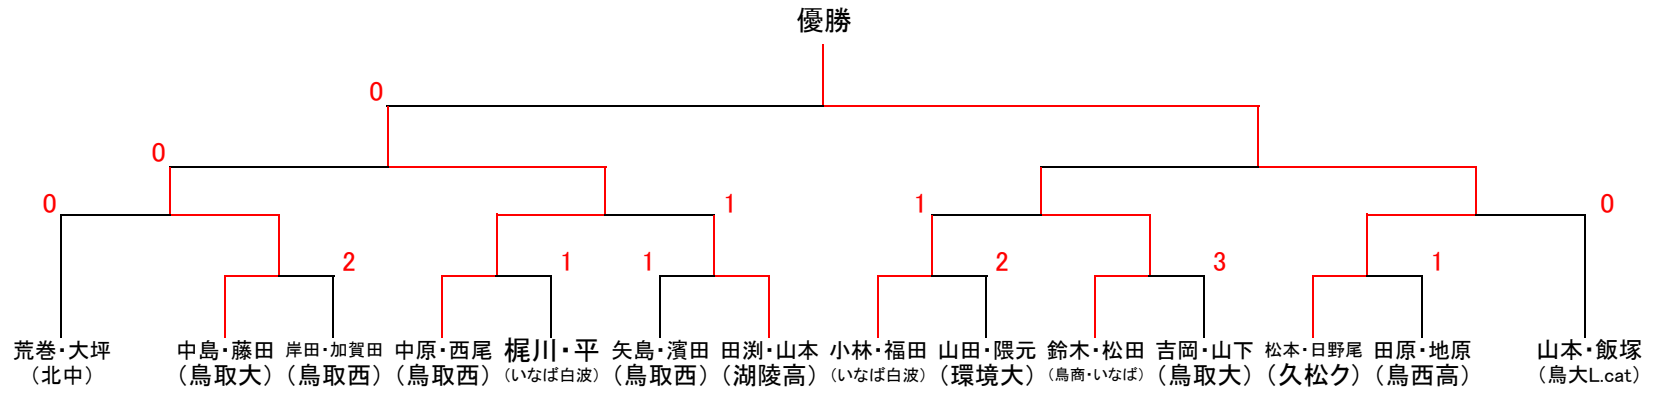 優勝
0
0
0 1 1 0
2 1 1 2 3 1
荒巻・大坪 中島・藤田 岸田・加賀田 中原・西尾 梶川・平 矢島・濱田 田渕・山本 小林・福田 山田・隈元 鈴木・松田 吉岡・山下 松本・日野尾 田原・地原 山本・飯塚
（北中） （鳥取大） （鳥取西） （鳥取西） （いなば白波） （鳥取西） （湖陵高） （いなば白波） （環境大） （鳥商・いなば） （鳥取大） （久松ク） （鳥西高） （鳥大L.cat）